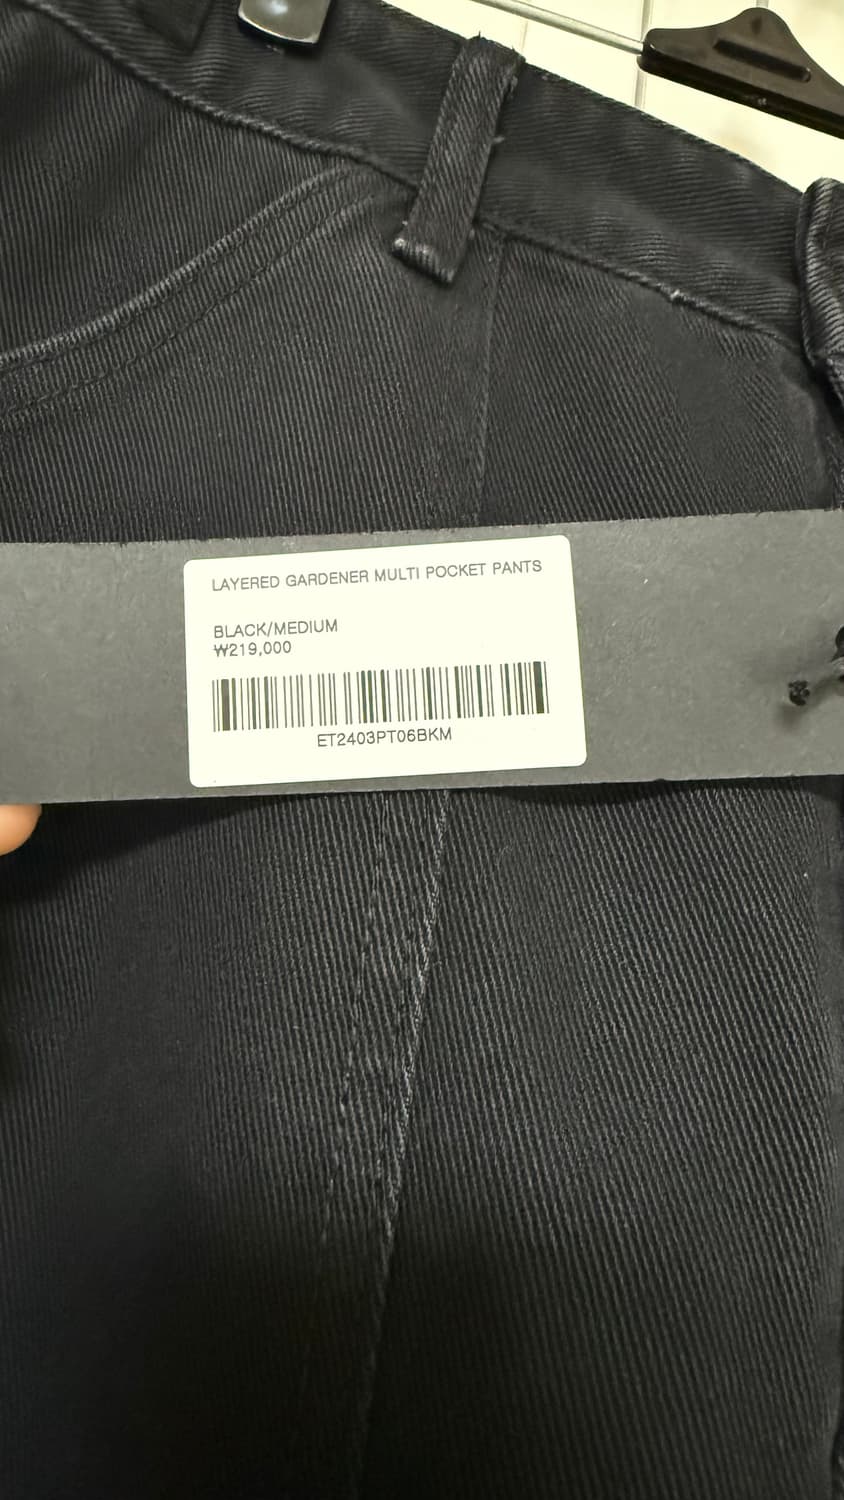 LAYERED GARDENER MULTI POCKET PANTS
BLACK/MEDIUM
₩219,000
ET2403PT06BKM